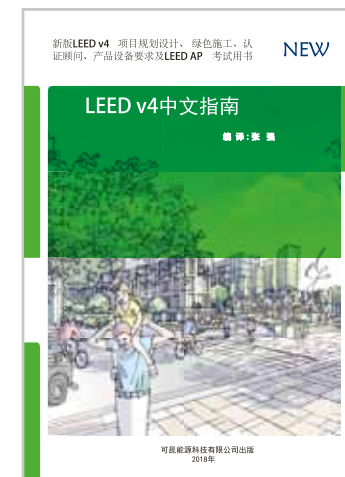 新版LEED v4 项目规划设计、绿色施工、认
证顾问、产品设备要求及LEED AP 考试用书
NEW
LEED v4中文指南
编 译：张 强
可昆能源科技有限公司出版
2018年